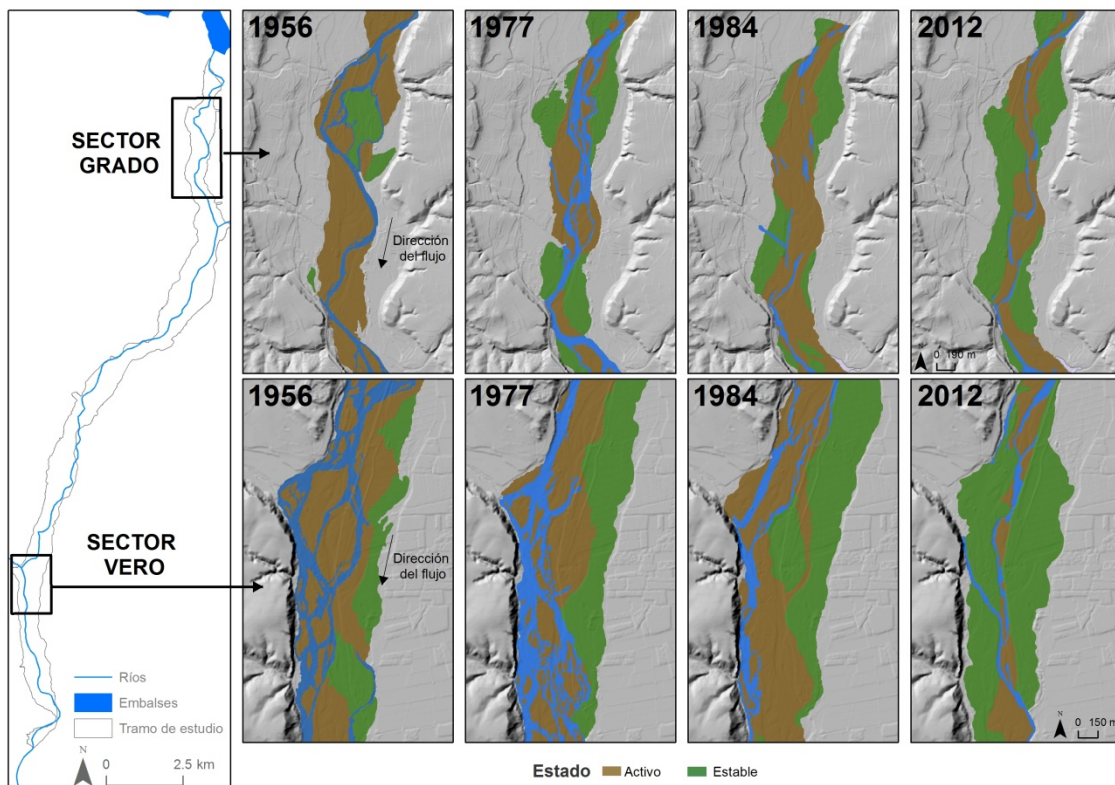 SECTOR
GRADO
SECTOR
VERO
Ríos
Embalses
Tramo de estudio
N
0 2.5 km
1956
1977
1984
2012
Dirección
del flujo
0 190 m
1956
1977
1984
2012
Dirección
del flujo
N
0 150 m
Estado Activo Estable